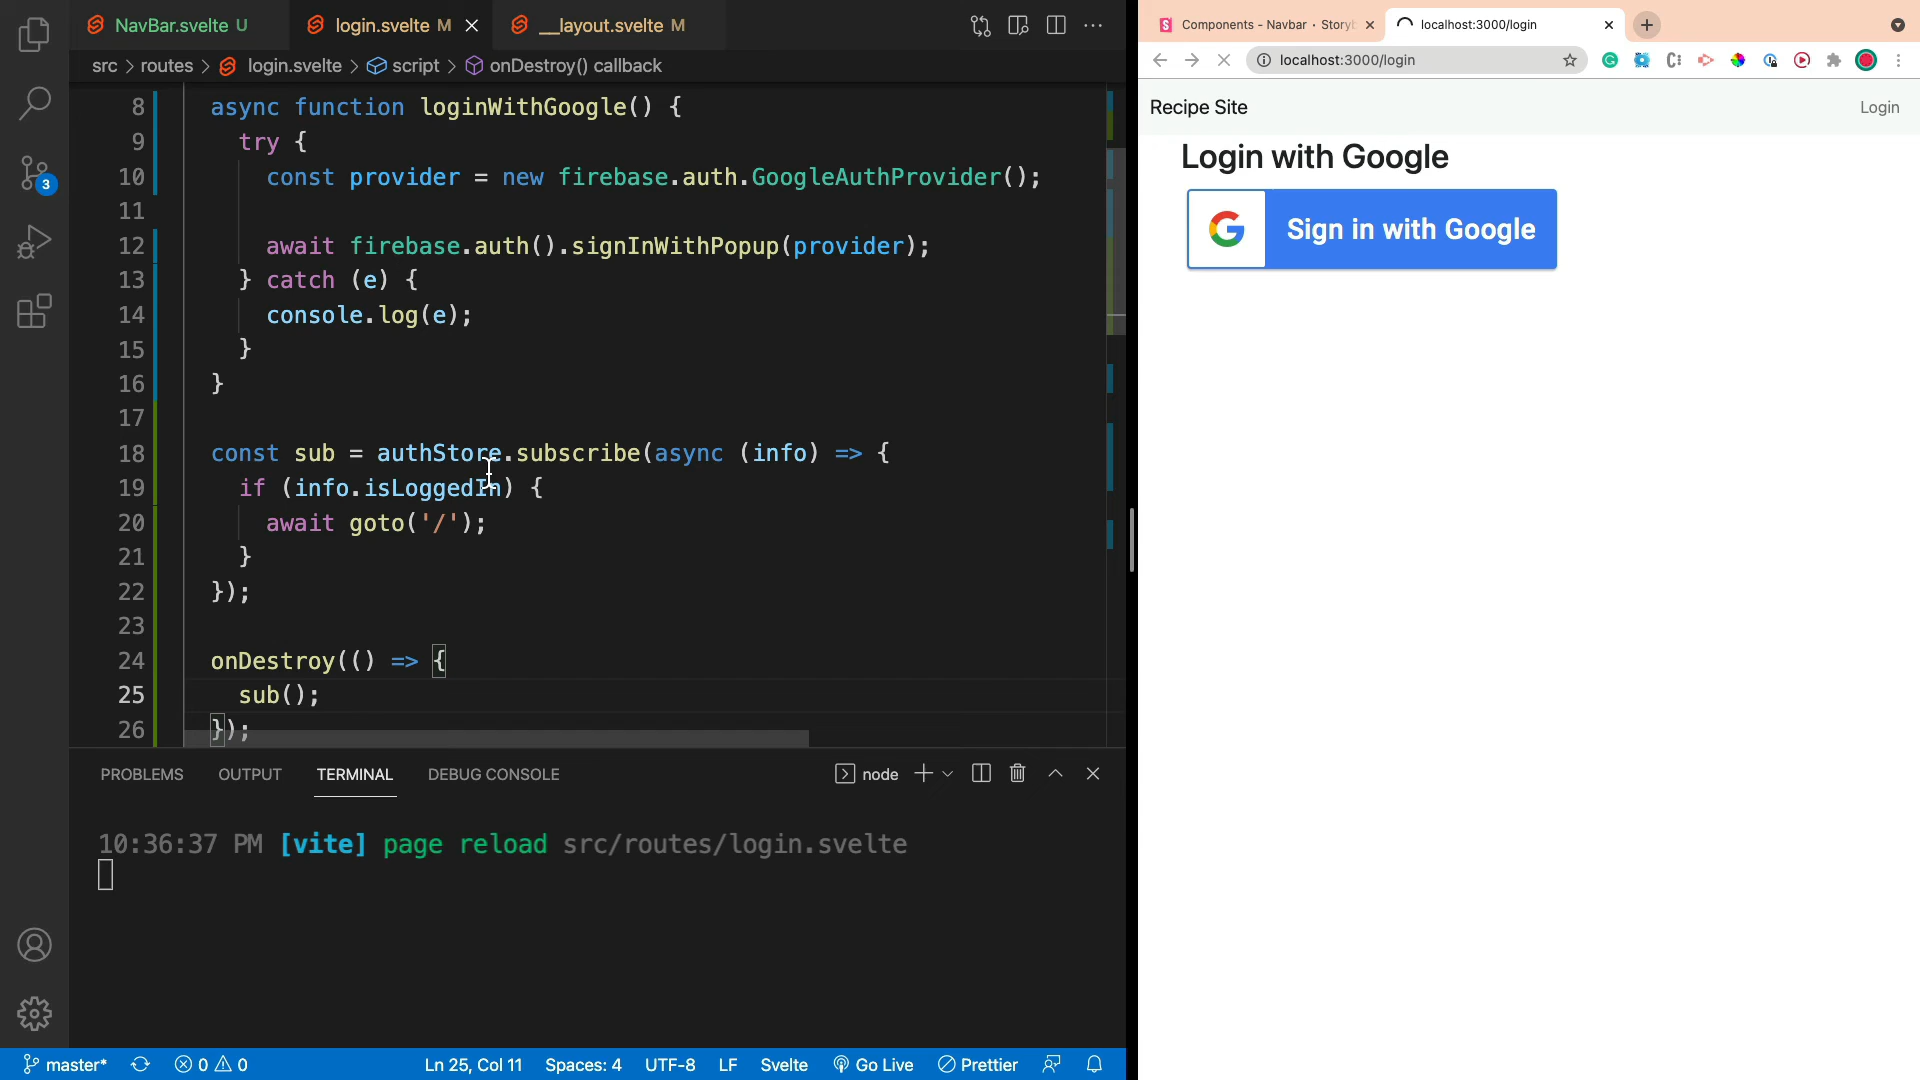 NavBar.svelte U
login.svelte M
__layout.svelte M
src > routes > login.svelte > script > onDestroy() callback
8 async function loginWithGoogle() {
9 try {
10 const provider = new firebase.auth.GoogleAuthProvider();
11
12 await firebase.auth().signInWithPopup(provider);
13 } catch (e) {
14 console.log(e);
15 }
16 }
17
18 const sub = authStore.subscribe(async (info) => {
19 if (info.isLoggedIn) {
20 await goto('/');
21 }
22 });
23
24 onDestroy(() => {
25 sub();
26 });
3
PROBLEMS OUTPUT TERMINAL DEBUG CONSOLE
node
10:36:37 PM [vite] page reload src/routes/login.svelte
master* 0 0 Ln 25, Col 11 Spaces: 4 UTF-8 LF Svelte Go Live Prettier
Components - Navbar · Storyb
localhost:3000/login
localhost:3000/login
Recipe Site
Login
Login with Google
Sign in with Google